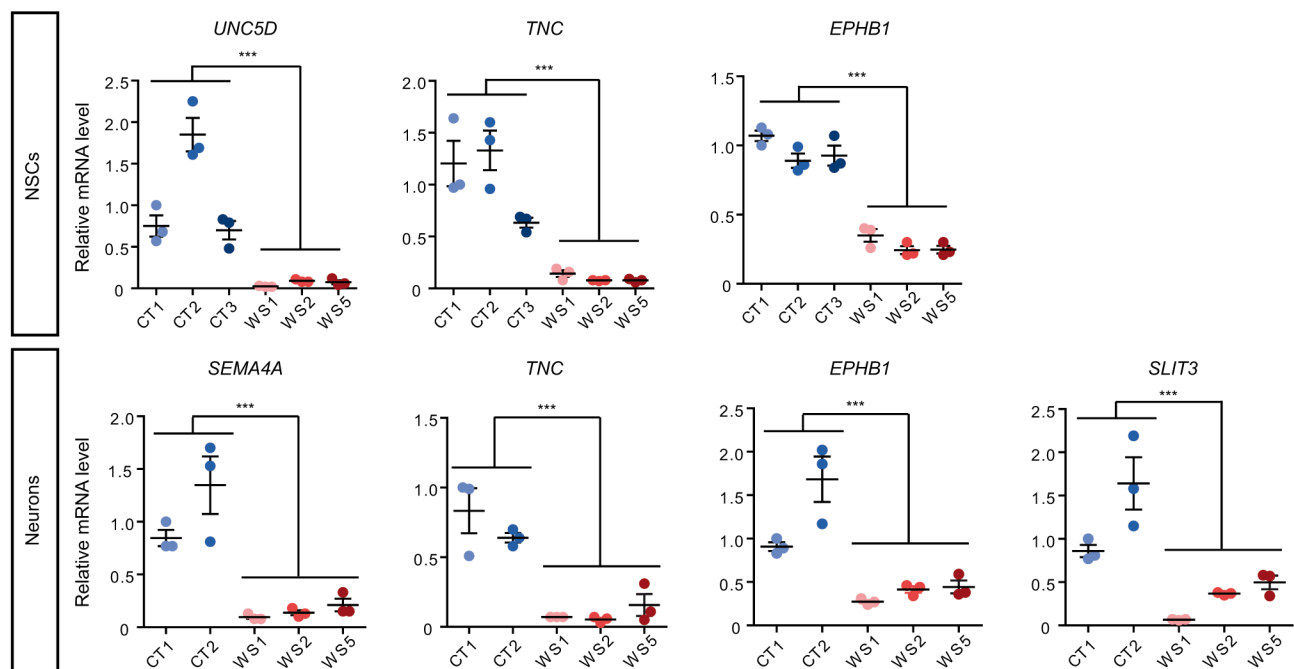 NSCs
UNC5D
TNC
EPHB1
Relative mRNA level
***
2.5
2.0
1.5
1.0
0.5
0
CT1
CT2
CT3
WS1
WS2
WS5
***
2.0
1.5
1.0
0.5
0
CT1
CT2
CT3
WS1
WS2
WS5
***
1.5
1.0
0.5
0
CT1
CT2
CT3
WS1
WS2
WS5
Neurons
SEMA4A
TNC
EPHB1
SLIT3
Relative mRNA level
***
2.0
1.5
1.0
0.5
0
CT1
CT2
WS1
WS2
WS5
***
1.5
1.0
0.5
0
CT1
CT2
WS1
WS2
WS5
***
2.5
2.0
1.5
1.0
0.5
0
CT1
CT2
WS1
WS2
WS5
***
2.5
2.0
1.5
1.0
0.5
0
CT1
CT2
WS1
WS2
WS5